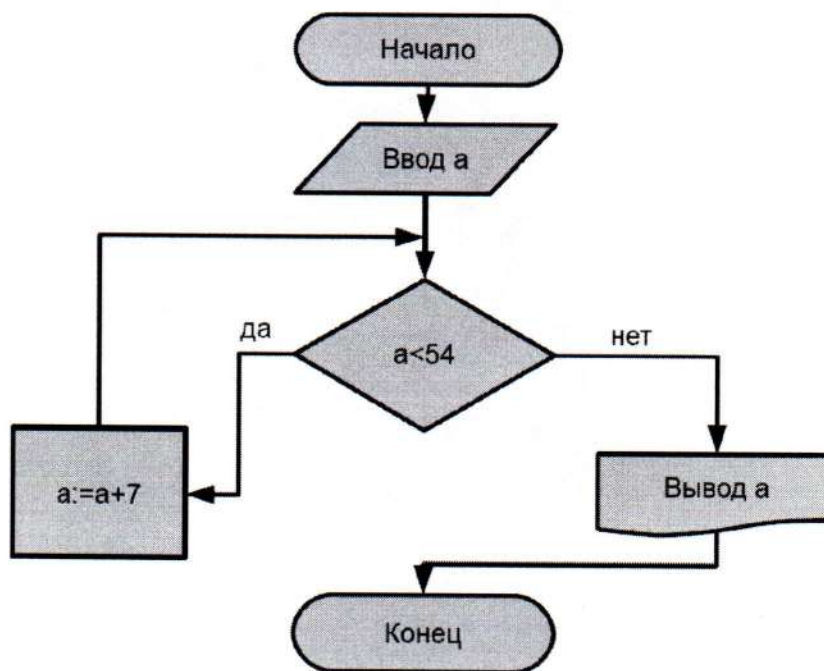 Начало
Ввод а
а<54
да
нет
а:=а+7
Вывод а
Конец